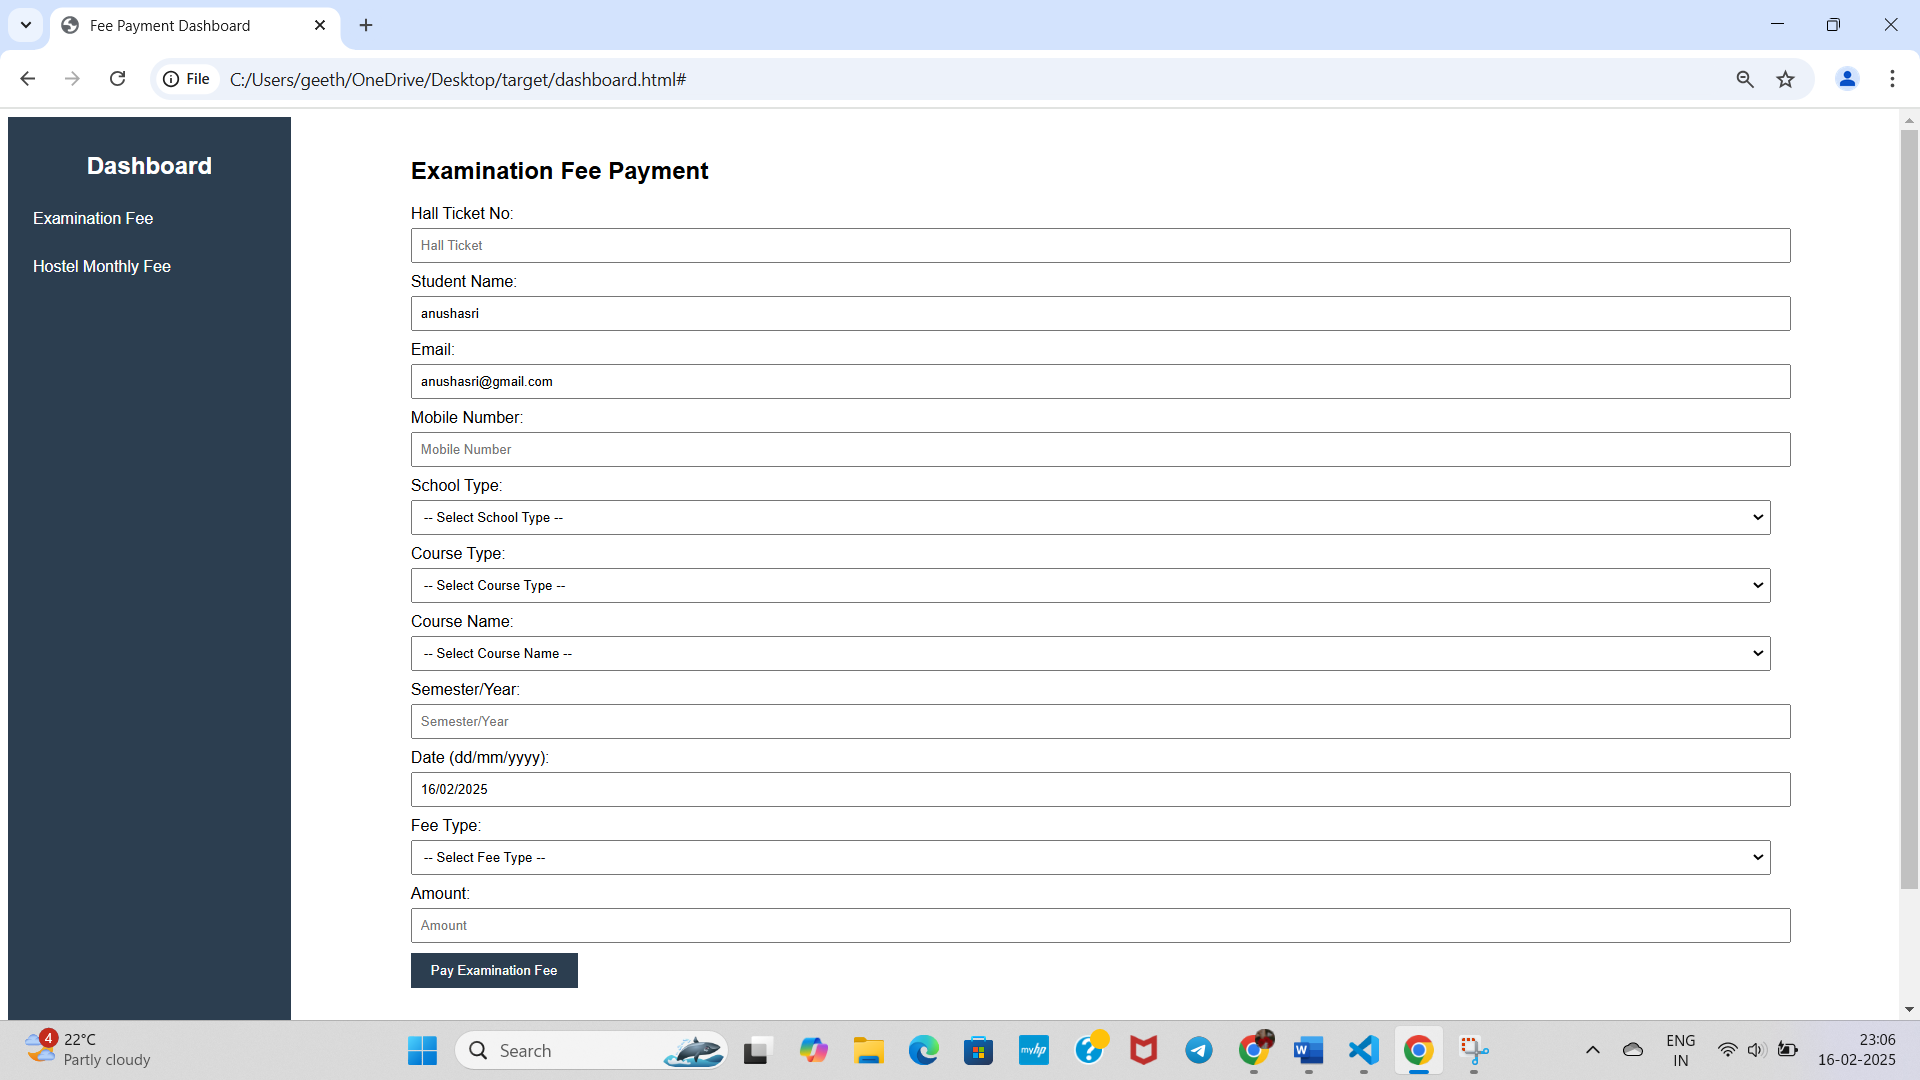 Fee Payment Dashboard
File
C:/Users/geeth/OneDrive/Desktop/target/dashboard.html#
Dashboard
Examination Fee
Hostel Monthly Fee
Examination Fee Payment
Hall Ticket No:
Hall Ticket
Student Name:
anushasri
Email:
anushasri@gmail.com
Mobile Number:
Mobile Number
School Type:
-- Select School Type --
Course Type:
-- Select Course Type --
Course Name:
-- Select Course Name --
Semester/Year:
Semester/Year
Date (dd/mm/yyyy):
16/02/2025
Fee Type:
-- Select Fee Type --
Amount:
Amount
Pay Examination Fee
4
22°C
Partly cloudy
Search
myhp
ENG
IN
23:06
16-02-2025